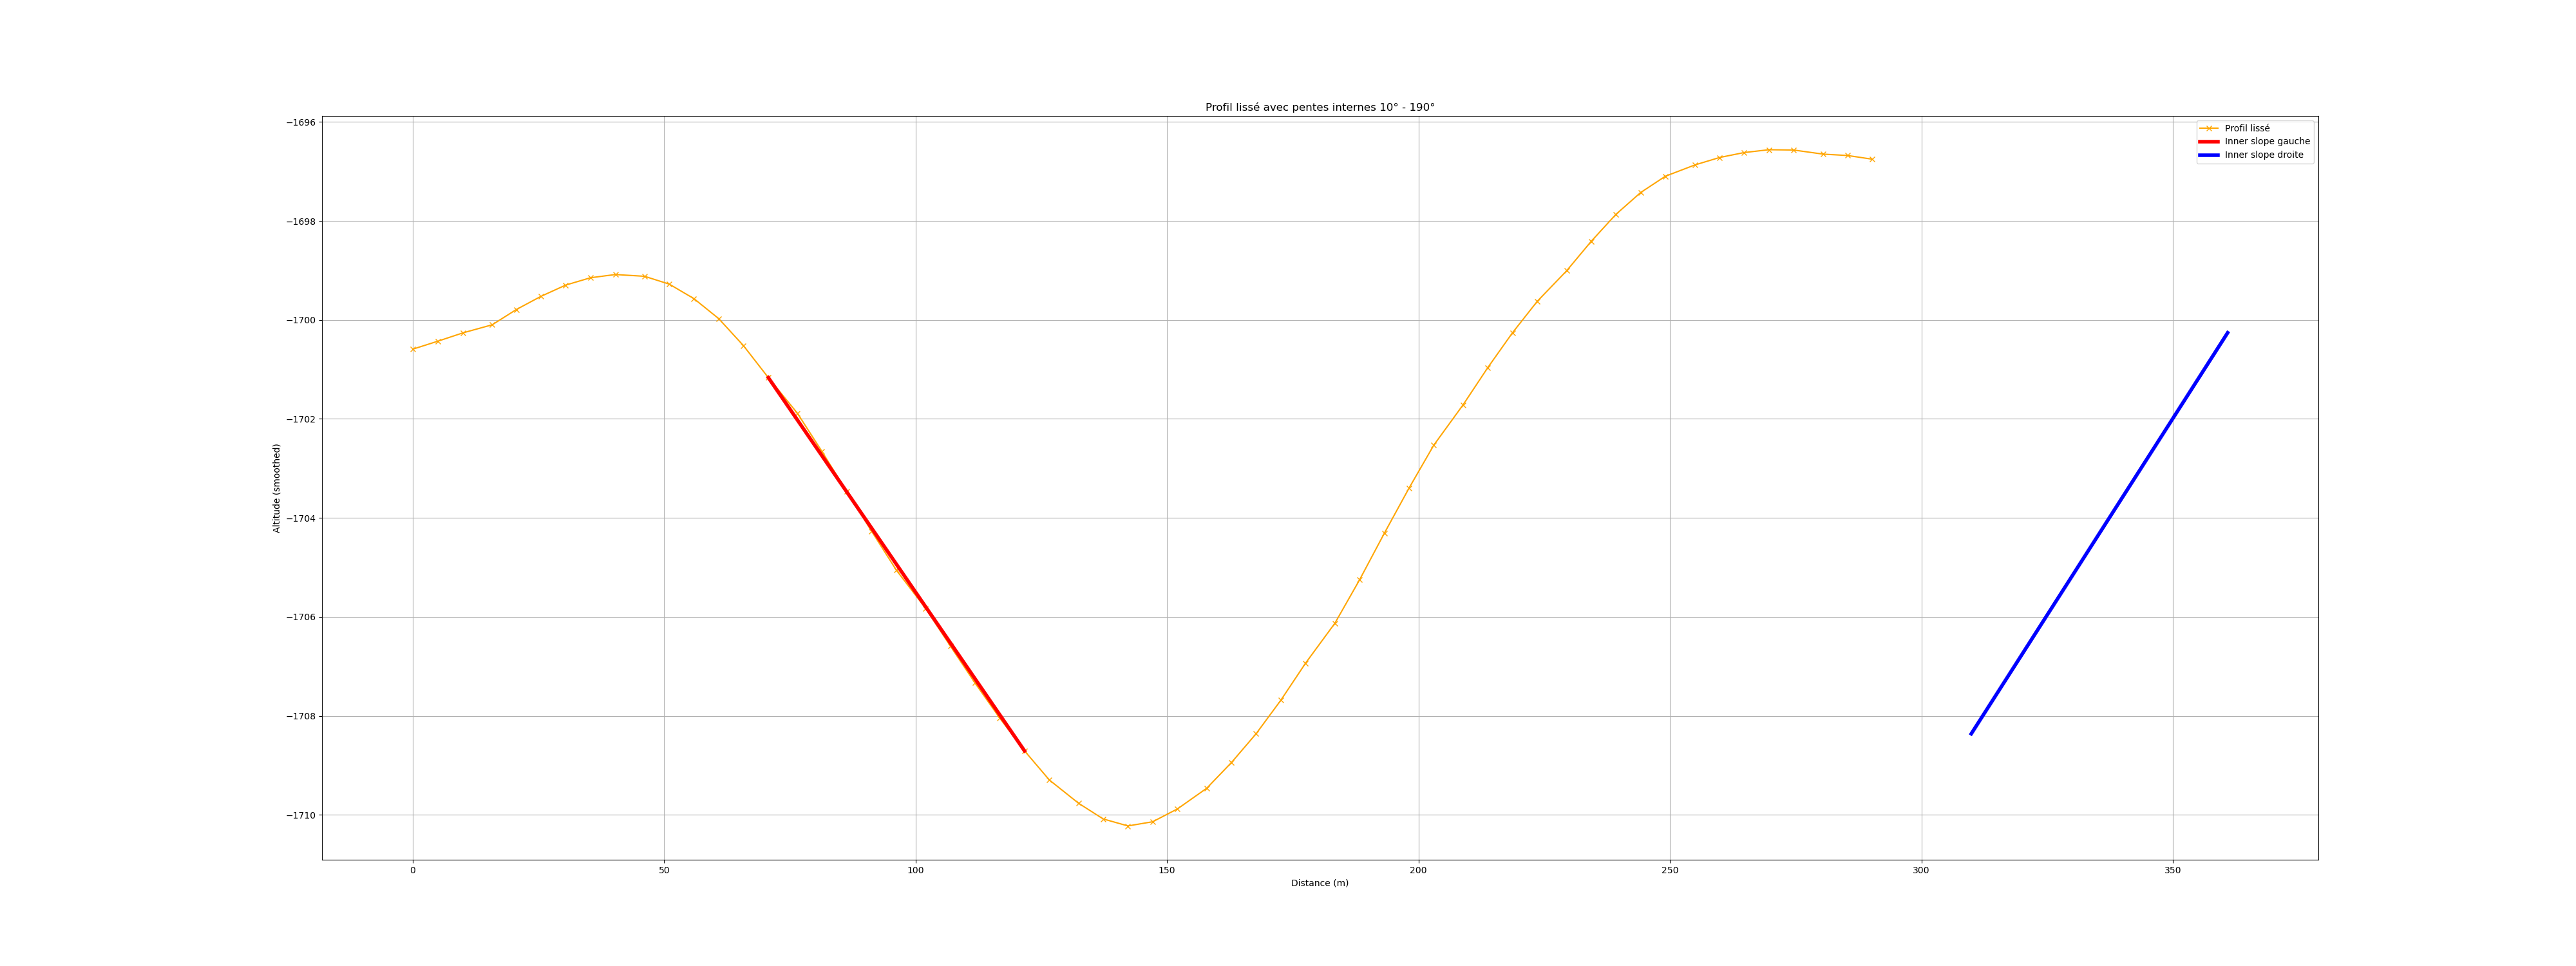 Profil lissé avec pentes internes 10° - 190°
Profil lissé
Inner slope gauche
Inner slope droite
Altitude (smoothed)
−1696
−1698
−1700
−1702
−1704
−1706
−1708
−1710
0 50 100 150 200 250 300 350
Distance (m)